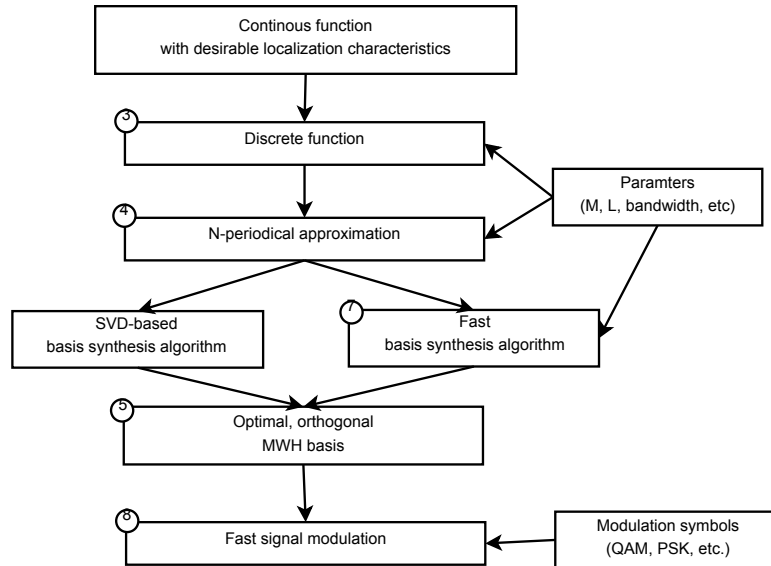 Continous function
with desirable localization characteristics
3
Discrete function
Paramters
(M, L, bandwidth, etc)
4
N-periodical approximation
SVD-based
basis synthesis algorithm
7
Fast
basis synthesis algorithm
5
Optimal, orthogonal
MWH basis
8
Fast signal modulation
Modulation symbols
(QAM, PSK, etc.)